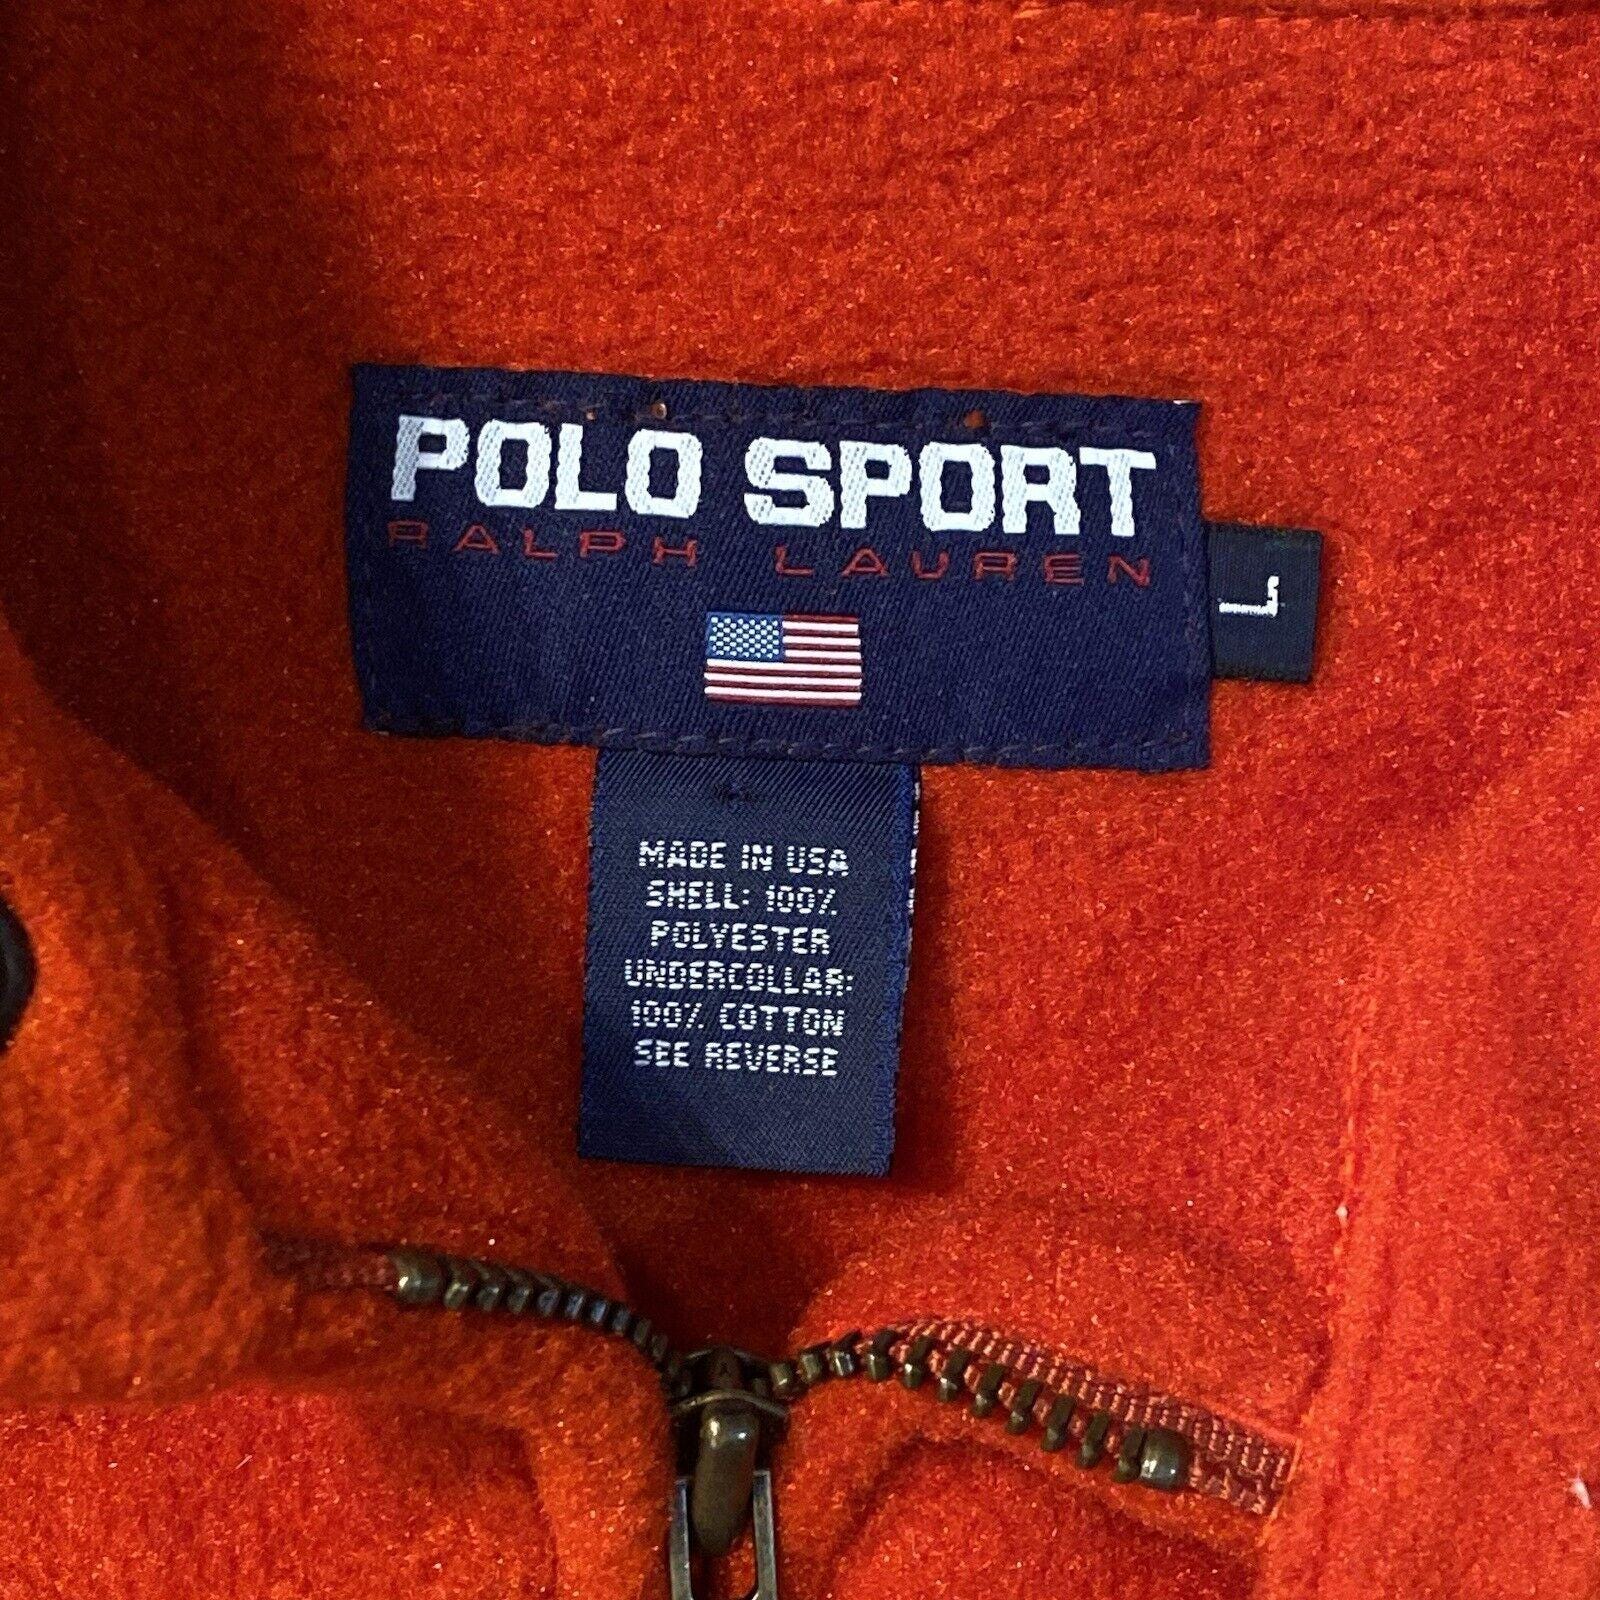 POLO SPORT
RALPH LAUREN
L
MADE IN USA
SHELL: 100%
POLYESTER
UNDERCOLLAR:
100% COTTON
SEE REVERSE